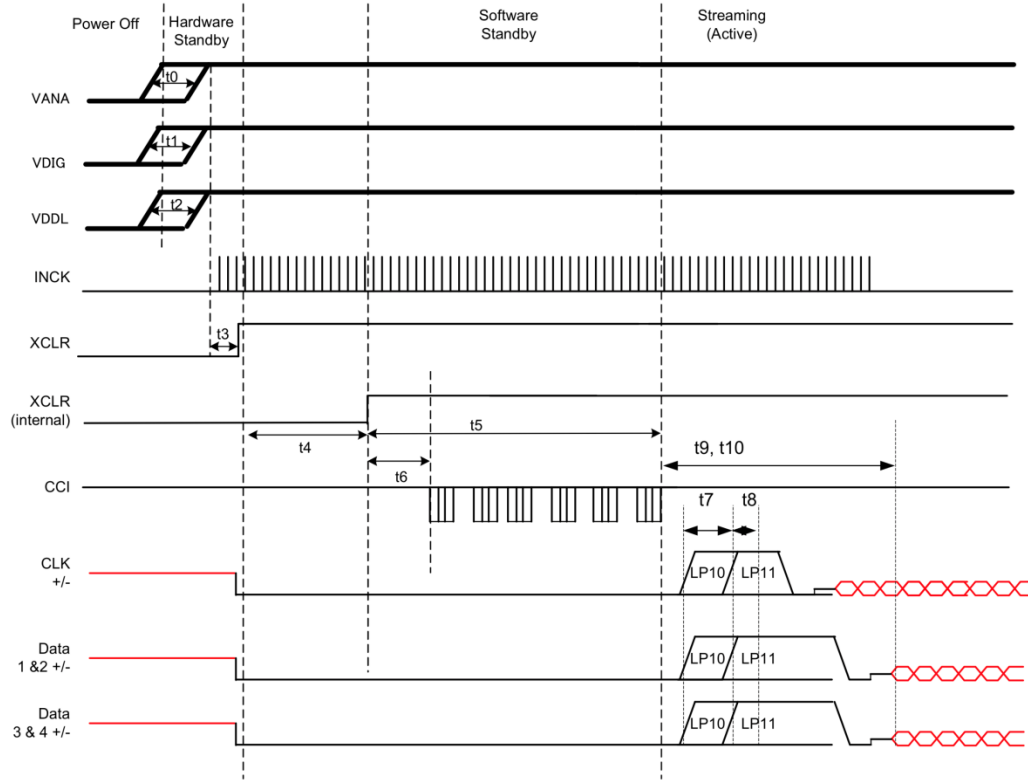 Power Off
Hardware
Standby
Software
Standby
Streaming
(Active)
t0
VANA
t1
VDIG
t2
VDDL
INCK
t3
XCLR
XCLR
(internal)
t4
t5
t6
t9, t10
CCI
t7
t8
CLK
+/-
LP10
LP11
Data
1 &2 +/-
LP10
LP11
Data
3 & 4 +/-
LP10
LP11